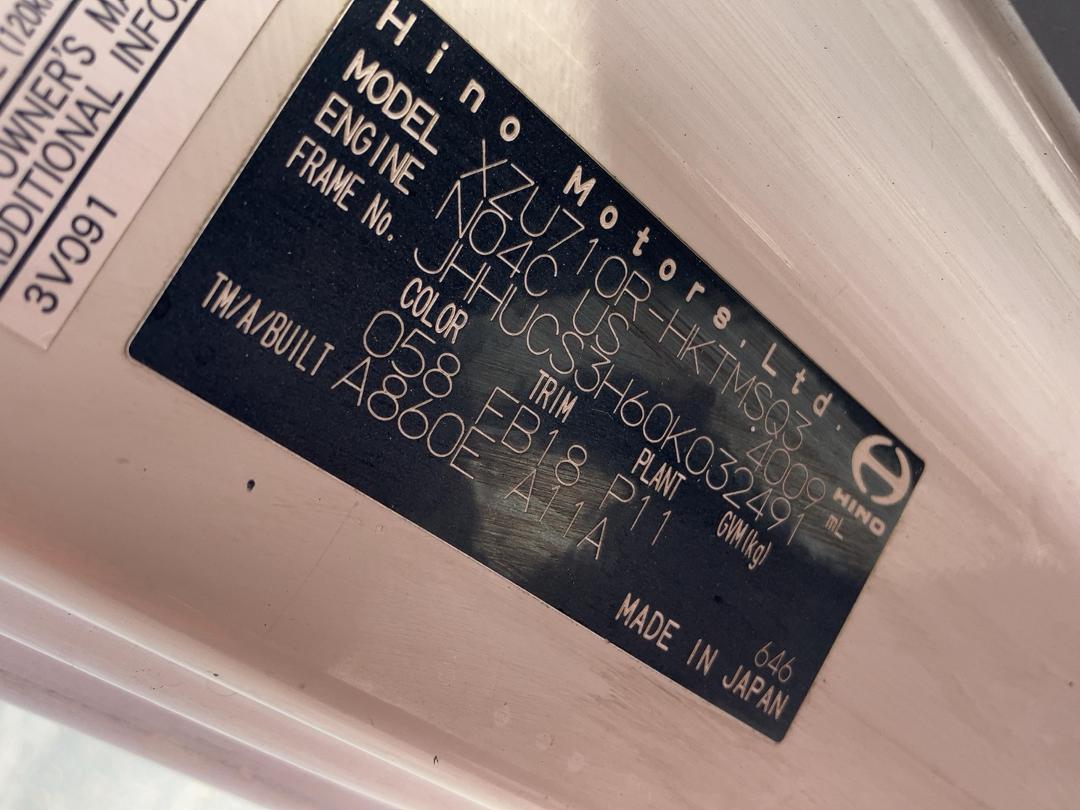 (120k
OWNER'S MA
ADDITIONAL INFO
3V091
Hino Motors, Ltd.
MODEL XZU710R-HKTMSQ3
ENGINE N04C US 4009 mL
FRAME No. JHHUCS3H60K032491
COLOR TRIM PLANT GVM(kg)
058 FB18 P11
TM/A/BUILT A860E A11A
HINO
646
MADE IN JAPAN